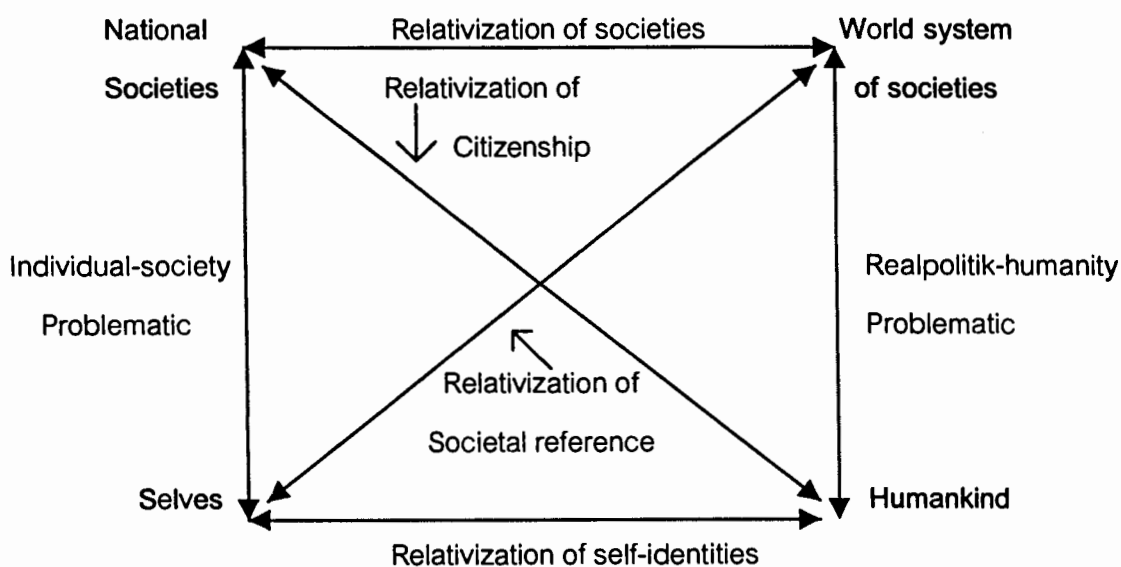 National
Societies
Relativization of societies
World system
of societies
Relativization of
Citizenship
Individual-society
Problematic
Realpolitik-humanity
Problematic
Relativization of
Societal reference
Selves
Humankind
Relativization of self-identities